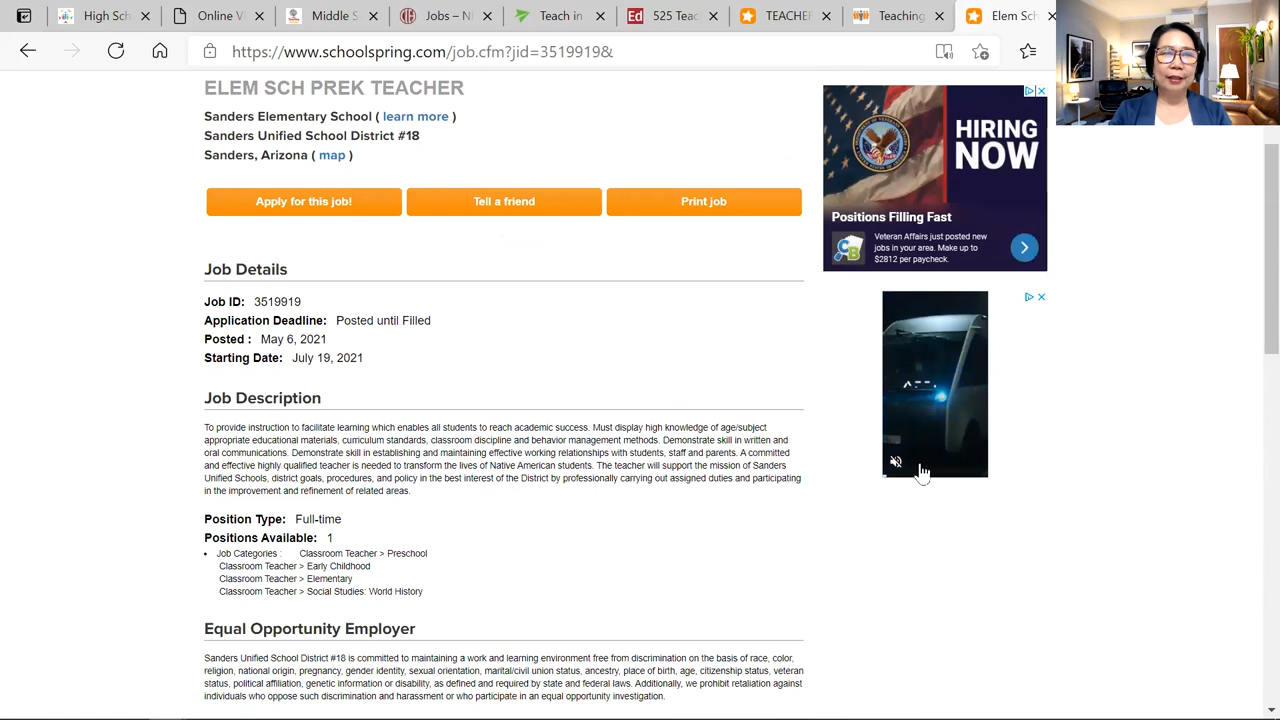 High Sch
Online V
Middle S
Jobs – N
Teach in
525 Teac
TEACHER
Teaching
Elem Sch
https://www.schoolspring.com/job.cfm?jid=3519919&
ELEM SCH PREK TEACHER
Sanders Elementary School ( learn more )
Sanders Unified School District #18
Sanders, Arizona ( map )
Apply for this job!
Tell a friend
Print job
HIRING
NOW
Positions Filling Fast
Veteran Affairs just posted new
jobs in your area. Make up to
$2812 per paycheck.
Job Details
Job ID: 3519919
Application Deadline: Posted until Filled
Posted : May 6, 2021
Starting Date: July 19, 2021
Job Description
To provide instruction to facilitate learning which enables all students to reach academic success. Must display high knowledge of age/subject
appropriate educational materials, curriculum standards, classroom discipline and behavior management methods. Demonstrate skill in written and
oral communications. Demonstrate skill in establishing and maintaining effective working relationships with students, staff and parents. A committed
and effective highly qualified teacher is needed to transform the lives of Native American students. The teacher will support the mission of Sanders
Unified Schools, district goals, procedures, and policy in the best interest of the District by professionally carrying out assigned duties and participating
in the improvement and refinement of related areas.
Position Type: Full-time
Positions Available: 1
• Job Categories : Classroom Teacher > Preschool
Classroom Teacher > Early Childhood
Classroom Teacher > Elementary
Classroom Teacher > Social Studies: World History
Equal Opportunity Employer
Sanders Unified School District #18 is committed to maintaining a work and learning environment free from discrimination on the basis of race, color,
religion, national origin, pregnancy, gender identity, sexual orientation, marital/civil union status, ancestry, place of birth, age, citizenship status, veteran
status, political affiliation, genetic information or disability, as defined and required by state and federal laws. Additionally, we prohibit retaliation against
individuals who oppose such discrimination and harassment or who participate in an equal opportunity investigation.